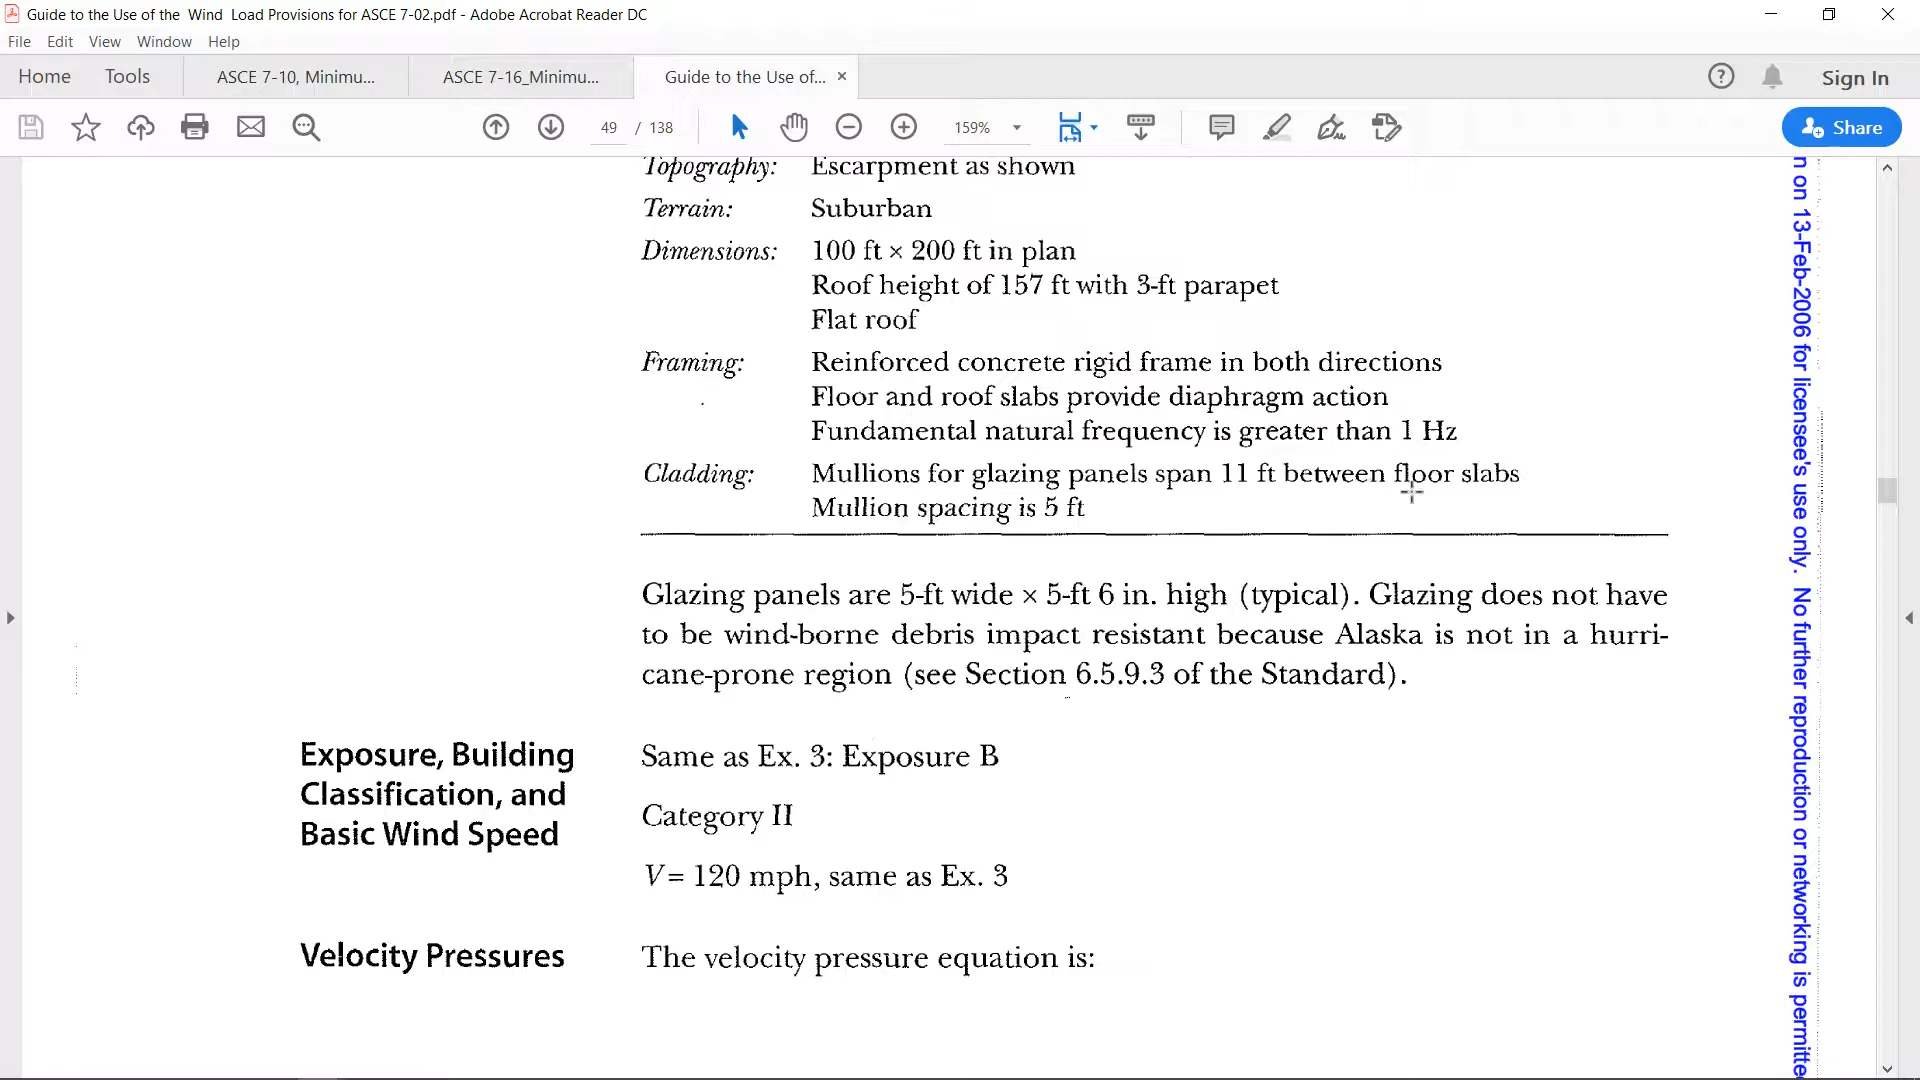 Guide to the Use of the Wind Load Provisions for ASCE 7-02.pdf - Adobe Acrobat Reader DC
File Edit View Window Help
Home Tools ASCE 7-10, Minimu... ASCE 7-16_Minimu... Guide to the Use of... × Sign In
49 / 138 159% Share
Topography: Escarpment as shown
Terrain: Suburban
Dimensions: 100 ft × 200 ft in plan
Roof height of 157 ft with 3-ft parapet
Flat roof
Framing: Reinforced concrete rigid frame in both directions
Floor and roof slabs provide diaphragm action
Fundamental natural frequency is greater than 1 Hz
Cladding: Mullions for glazing panels span 11 ft between floor slabs
Mullion spacing is 5 ft
Glazing panels are 5-ft wide × 5-ft 6 in. high (typical). Glazing does not have
to be wind-borne debris impact resistant because Alaska is not in a hurri-
cane-prone region (see Section 6.5.9.3 of the Standard).
Exposure, Building
Classification, and
Basic Wind Speed
Same as Ex. 3: Exposure B
Category II
V = 120 mph, same as Ex. 3
Velocity Pressures The velocity pressure equation is:
n on 13-Feb-2006 for licensee's use only. No further reproduction or networking is permitte